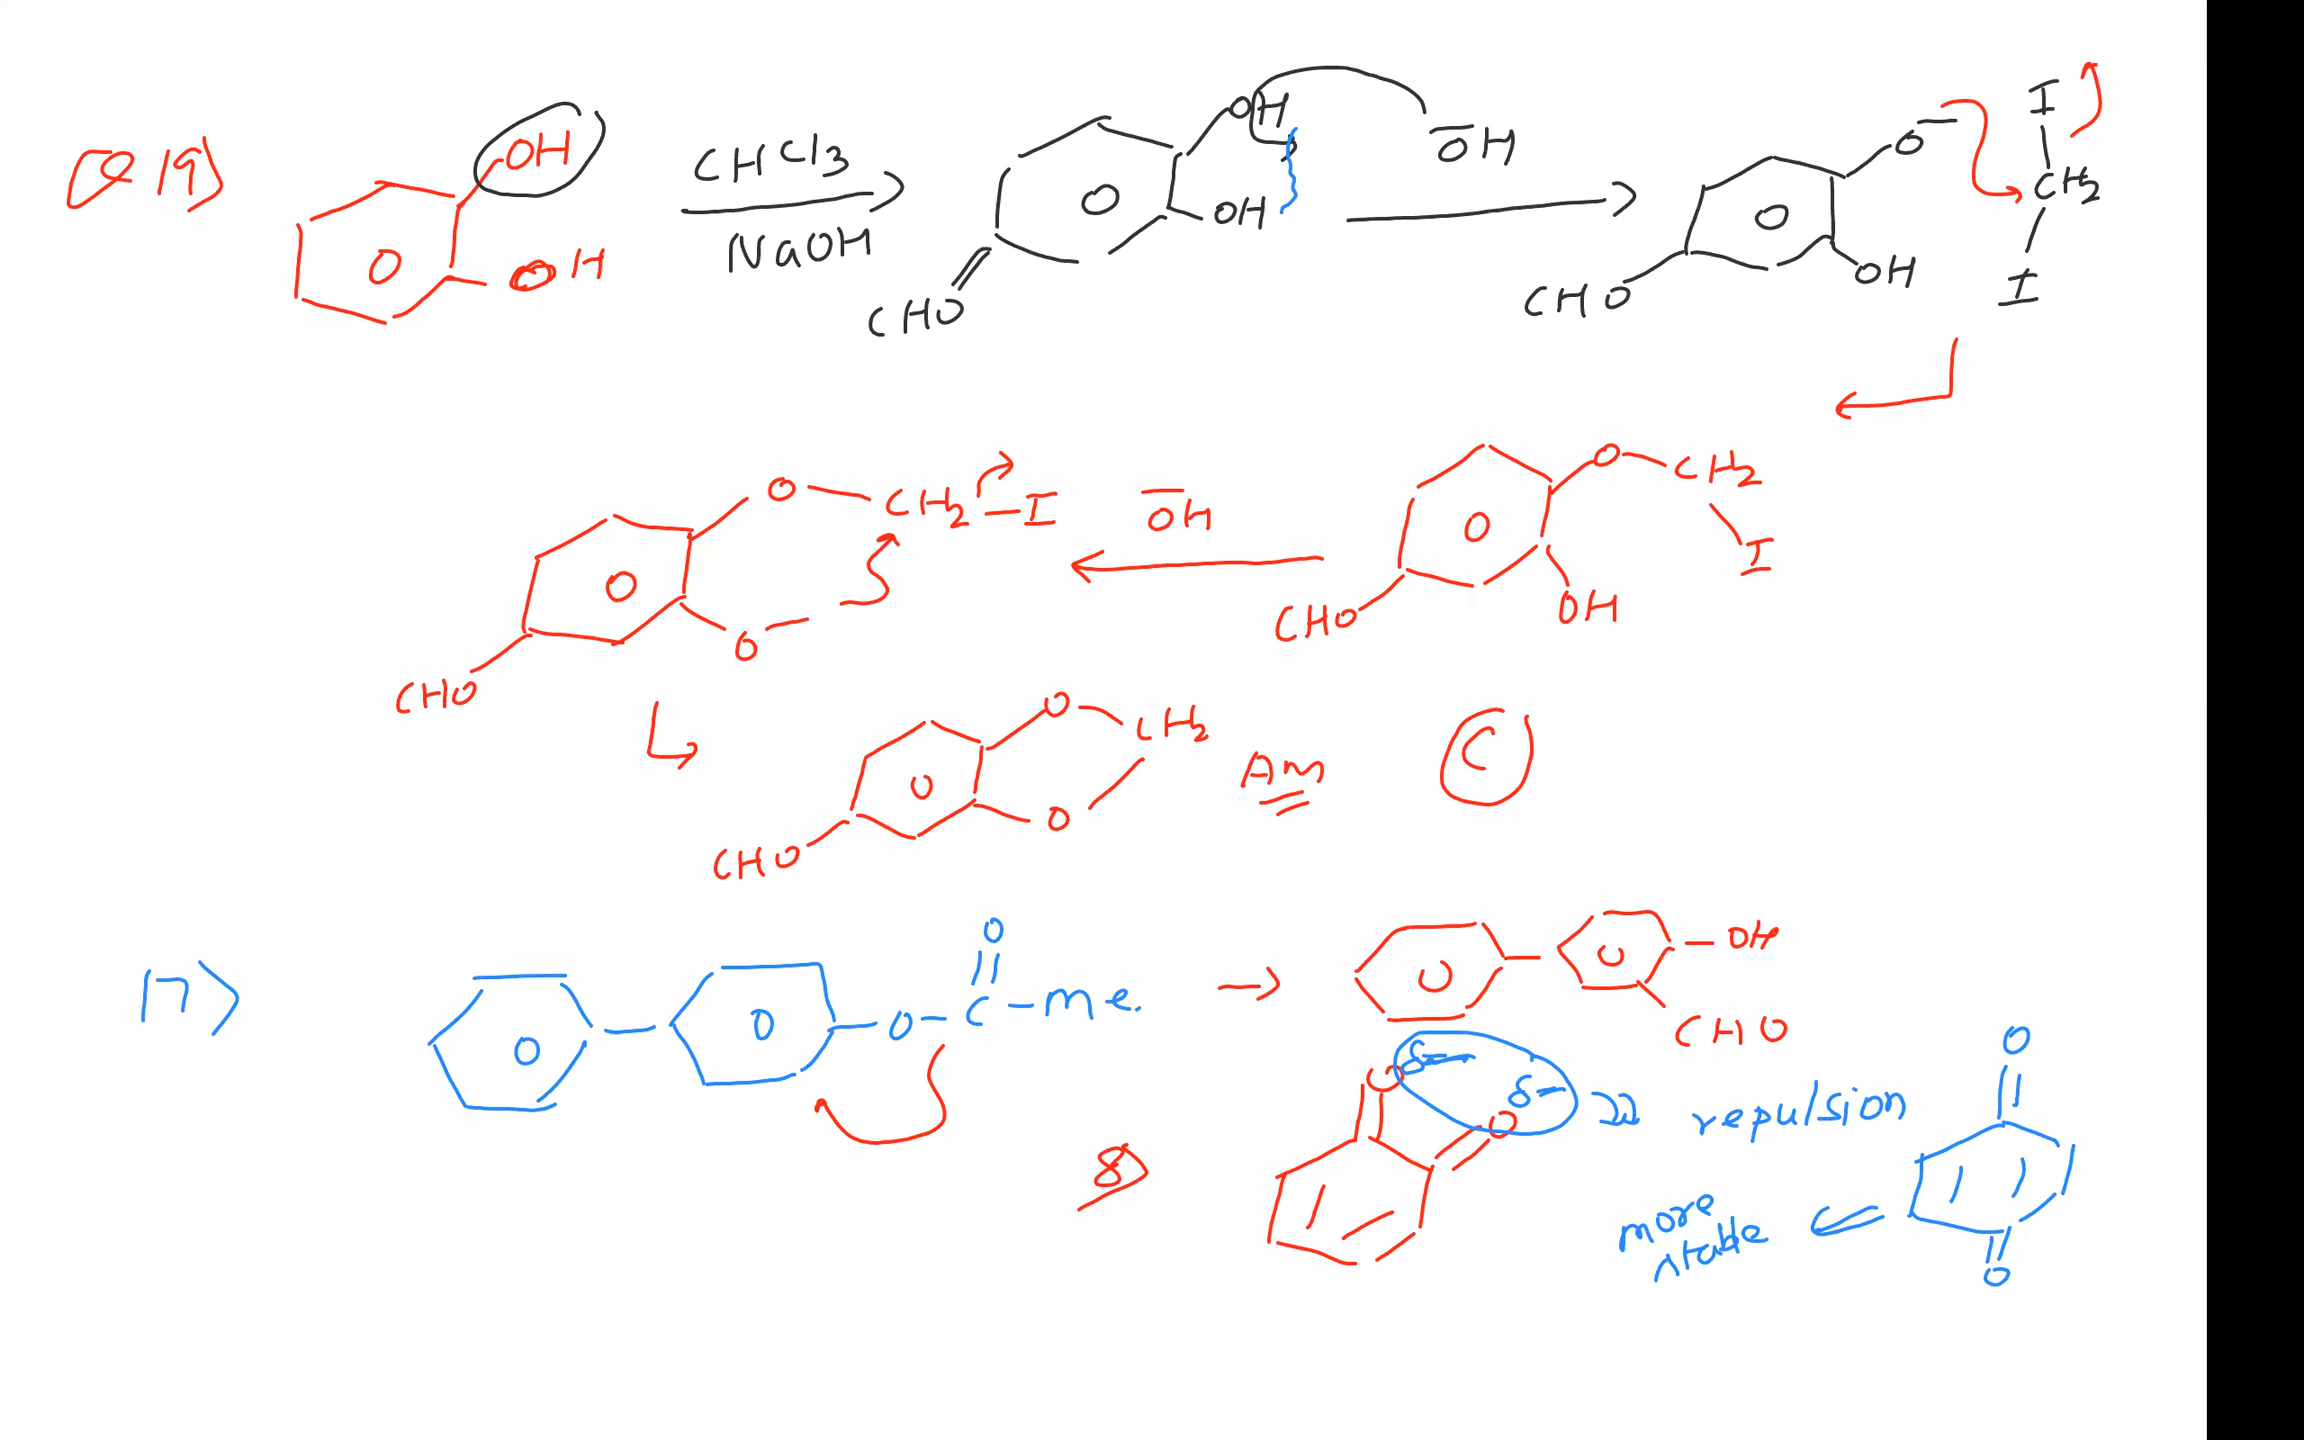 Q 19)
OH
OH
CHCl3
NaOH
OH
OH
CHO
OH
O
OH
CHO
I
CH2
I
O CH2 I
O
CHO
OH
O CH2
I
OH
CHO
O CH2
O
CHO
Ans
C
17)
O
O-C-me.
OH
CHO
8)
O δ-
O δ-
repulsion
more
stable
O
O